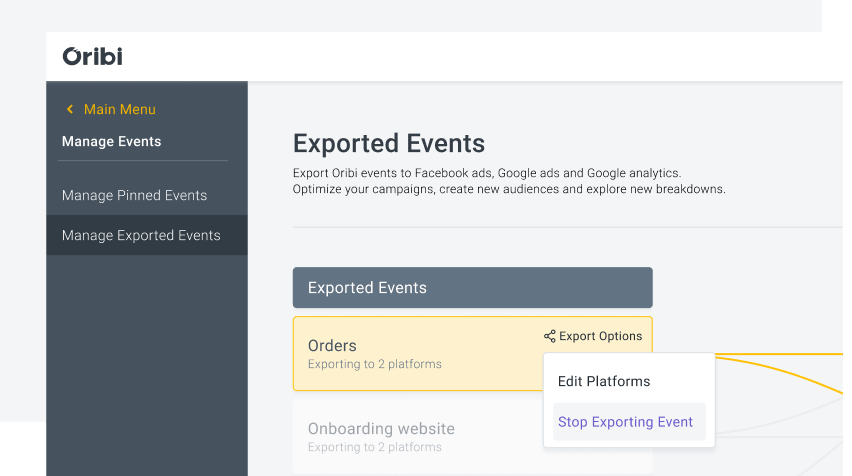 Oribi
Main Menu
Manage Events
Manage Pinned Events
Manage Exported Events
Exported Events
Export Oribi events to Facebook ads, Google ads and Google analytics.
Optimize your campaigns, create new audiences and explore new breakdowns.
Exported Events
Orders
Exporting to 2 platforms
Export Options
Edit Platforms
Stop Exporting Event
Onboarding website
Exporting to 2 platforms